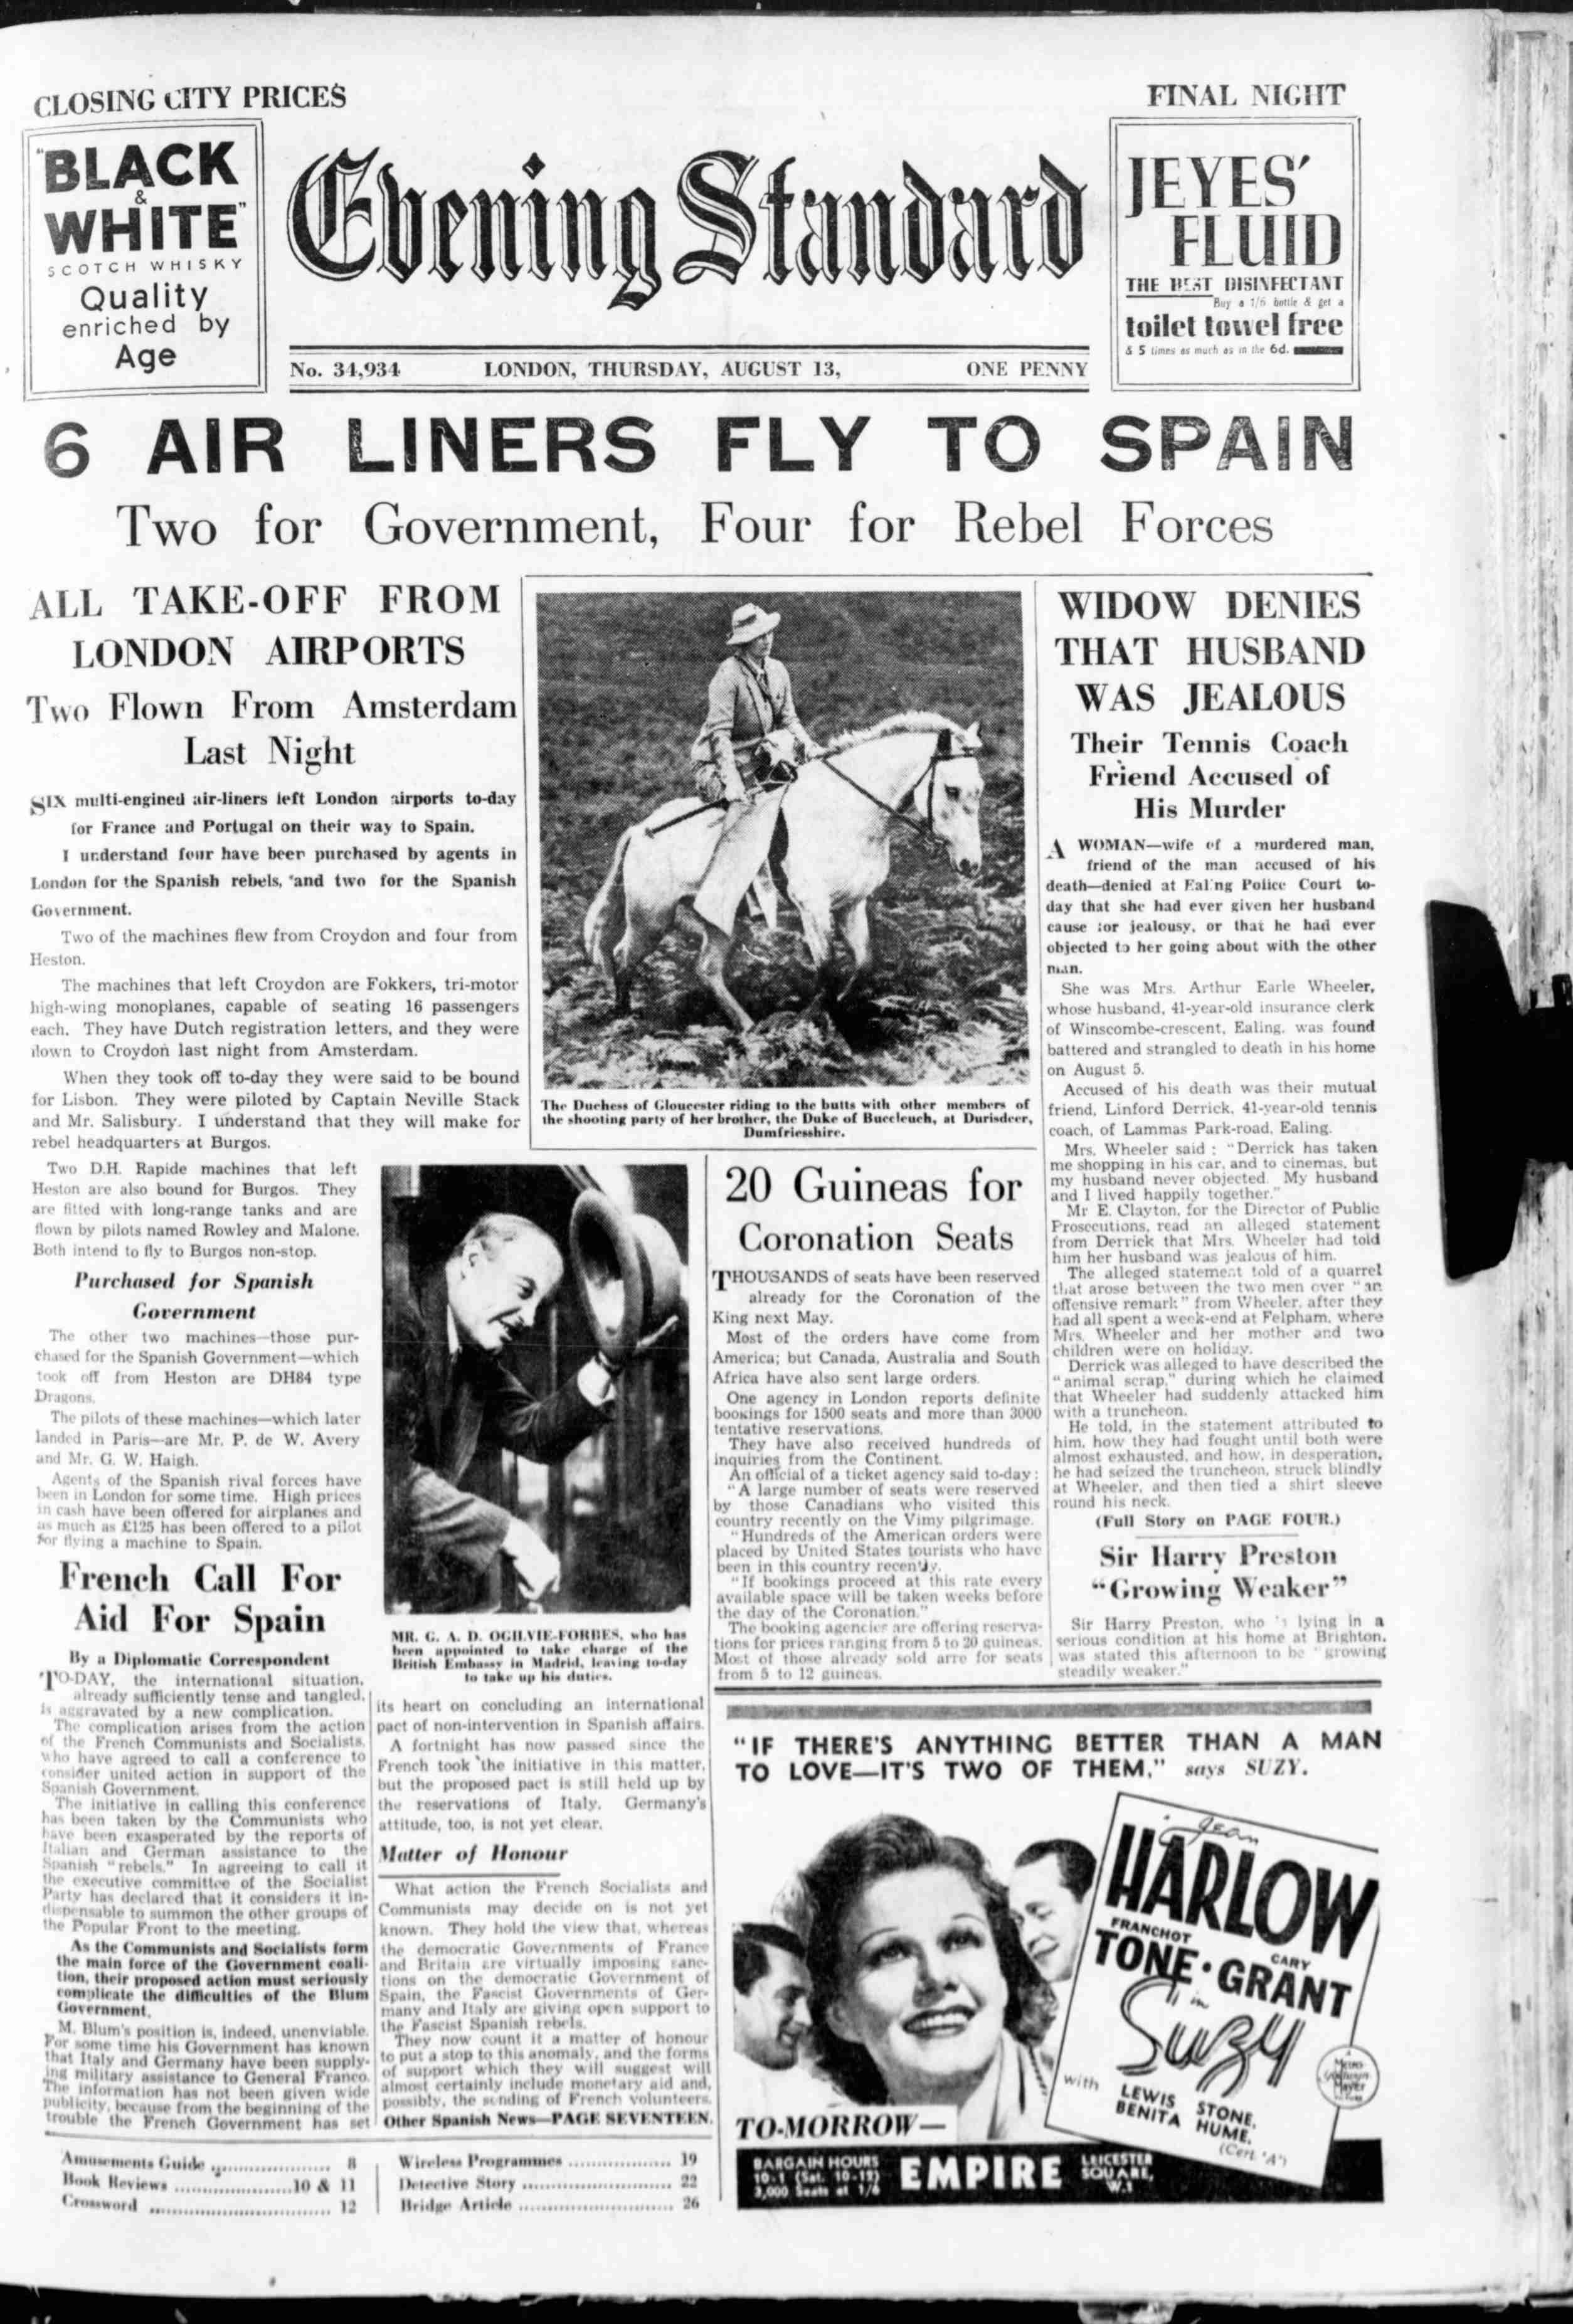 CLOSING CITY PRICES
FINAL NIGHT
"BLACK
&
WHITE"
SCOTCH WHISKY
Quality
enriched by
Age
Evening Standard
JEYES'
FLUID
THE BEST DISINFECTANT
Buy a 1/6 bottle & get a
toilet towel free
& 5 times as much as in the 6d.
No. 34,934 LONDON, THURSDAY, AUGUST 13, ONE PENNY
6 AIR LINERS FLY TO SPAIN
Two for Government, Four for Rebel Forces
ALL TAKE-OFF FROM
LONDON AIRPORTS
Two Flown From Amsterdam
Last Night
SIX multi-engined air-liners left London airports to-day
for France and Portugal on their way to Spain.
I understand four have been purchased by agents in
London for the Spanish rebels, and two for the Spanish
Government.
Two of the machines flew from Croydon and four from
Heston.
The machines that left Croydon are Fokkers, tri-motor
high-wing monoplanes, capable of seating 16 passengers
each. They have Dutch registration letters, and they were
flown to Croydon last night from Amsterdam.
When they took off to-day they were said to be bound
for Lisbon. They were piloted by Captain Neville Stack
and Mr. Salisbury. I understand that they will make for
rebel headquarters at Burgos.
Two D.H. Rapide machines that left
Heston are also bound for Burgos. They
are fitted with long-range tanks and are
flown by pilots named Rowley and Malone.
Both intend to fly to Burgos non-stop.
Purchased for Spanish
Government
The other two machines—those pur-
chased for the Spanish Government—which
took off from Heston are DH84 type
Dragons.
The pilots of these machines—which later
landed in Paris—are Mr. P. de W. Avery
and Mr. G. W. Haigh.
Agents of the Spanish rival forces have
been in London for some time. High prices
in cash have been offered for airplanes and
as much as £125 has been offered to a pilot
for flying a machine to Spain.
French Call For
Aid For Spain
By a Diplomatic Correspondent
TO-DAY, the international situation,
already sufficiently tense and tangled,
is aggravated by a new complication.
The complication arises from the action
of the French Communists and Socialists,
who have agreed to call a conference to
consider united action in support of the
Spanish Government.
The initiative in calling this conference
has been taken by the Communists who
have been exasperated by the reports of
Italian and German assistance to the
Spanish "rebels." In agreeing to call it
the executive committee of the Socialist
Party has declared that it considers it in-
dispensable to summon the other groups of
the Popular Front to the meeting.
As the Communists and Socialists form
the main force of the Government coali-
tion, their proposed action must seriously
complicate the difficulties of the Blum
Government.
M. Blum's position is, indeed, unenviable.
For some time his Government has known
that Italy and Germany have been supply-
ing military assistance to General Franco.
The information has not been given wide
publicity, because from the beginning of the
trouble the French Government has set
The Duchess of Gloucester riding to the butts with other members of
the shooting party of her brother, the Duke of Buccleuch, at Durisdeer,
Dumfriesshire.
MR. G. A. D. OGILVIE-FORBES, who has
been appointed to take charge of the
British Embassy in Madrid, leaving to-day
to take up his duties.
its heart on concluding an international
pact of non-intervention in Spanish affairs.
A fortnight has now passed since the
French took the initiative in this matter,
but the proposed pact is still held up by
the reservations of Italy. Germany's
attitude, too, is not yet clear.
Matter of Honour
What action the French Socialists and
Communists may decide on is not yet
known. They hold the view that, whereas
the democratic Governments of France
and Britain are virtually imposing sanc-
tions on the democratic Government of
Spain, the Fascist Governments of Ger-
many and Italy are giving open support to
the Fascist Spanish rebels.
They now count it a matter of honour
to put a stop to this anomaly, and the forms
of support which they will suggest will
almost certainly include monetary aid and,
possibly, the sending of French volunteers.
Other Spanish News—PAGE SEVENTEEN.
20 Guineas for
Coronation Seats
THOUSANDS of seats have been reserved
already for the Coronation of the
King next May.
Most of the orders have come from
America; but Canada, Australia and South
Africa have also sent large orders.
One agency in London reports definite
bookings for 1500 seats and more than 3000
tentative reservations.
They have also received hundreds of
inquiries from the Continent.
An official of a ticket agency said to-day:
"A large number of seats were reserved
by those Canadians who visited this
country recently on the Vimy pilgrimage.
"Hundreds of the American orders were
placed by United States tourists who have
been in this country recently.
"If bookings proceed at this rate every
available space will be taken weeks before
the day of the Coronation."
The booking agencies are offering reserva-
tions for prices ranging from 5 to 20 guineas.
Most of those already sold arre for seats
from 5 to 12 guineas.
WIDOW DENIES
THAT HUSBAND
WAS JEALOUS
Their Tennis Coach
Friend Accused of
His Murder
A WOMAN—wife of a murdered man,
friend of the man accused of his
death—denied at Ealing Police Court to-
day that she had ever given her husband
cause for jealousy, or that he had ever
objected to her going about with the other
man.
She was Mrs. Arthur Earle Wheeler,
whose husband, 41-year-old insurance clerk
of Winscombe-crescent, Ealing, was found
battered and strangled to death in his home
on August 5.
Accused of his death was their mutual
friend, Linford Derrick, 41-year-old tennis
coach, of Lammas Park-road, Ealing.
Mrs. Wheeler said : "Derrick has taken
me shopping in his car, and to cinemas, but
my husband never objected. My husband
and I lived happily together."
Mr E. Clayton, for the Director of Public
Prosecutions, read an alleged statement
from Derrick that Mrs. Wheeler had told
him her husband was jealous of him.
The alleged statement told of a quarrel
that arose between the two men over "an
offensive remark" from Wheeler, after they
had all spent a week-end at Felpham, where
Mrs. Wheeler and her mother and two
children were on holiday.
Derrick was alleged to have described the
"animal scrap," during which he claimed
that Wheeler had suddenly attacked him
with a truncheon.
He told, in the statement attributed to
him, how they had fought until both were
almost exhausted, and how, in desperation,
he had seized the truncheon, struck blindly
at Wheeler, and then tied a shirt sleeve
round his neck.
(Full Story on PAGE FOUR.)
Sir Harry Preston
"Growing Weaker"
Sir Harry Preston, who is lying in a
serious condition at his home at Brighton,
was stated this afternoon to be "growing
steadily weaker."
"IF THERE'S ANYTHING BETTER THAN A MAN
TO LOVE—IT'S TWO OF THEM," says SUZY.
Jean
HARLOW
FRANCHOT
TONE • CARY
GRANT
in
Suzy
with LEWIS STONE,
BENITA HUME.
(Cert. 'A')
A
Metro
Goldwyn
Mayer
TO-MORROW—
BARGAIN HOURS
10-1 (Sat. 10-12)
3,000 Seats at 1/6
EMPIRE
LEICESTER
SQUARE,
W.1
Amusements Guide 8
Book Reviews 10 & 11
Crossword 12
Wireless Programmes 19
Detective Story 22
Bridge Article 26